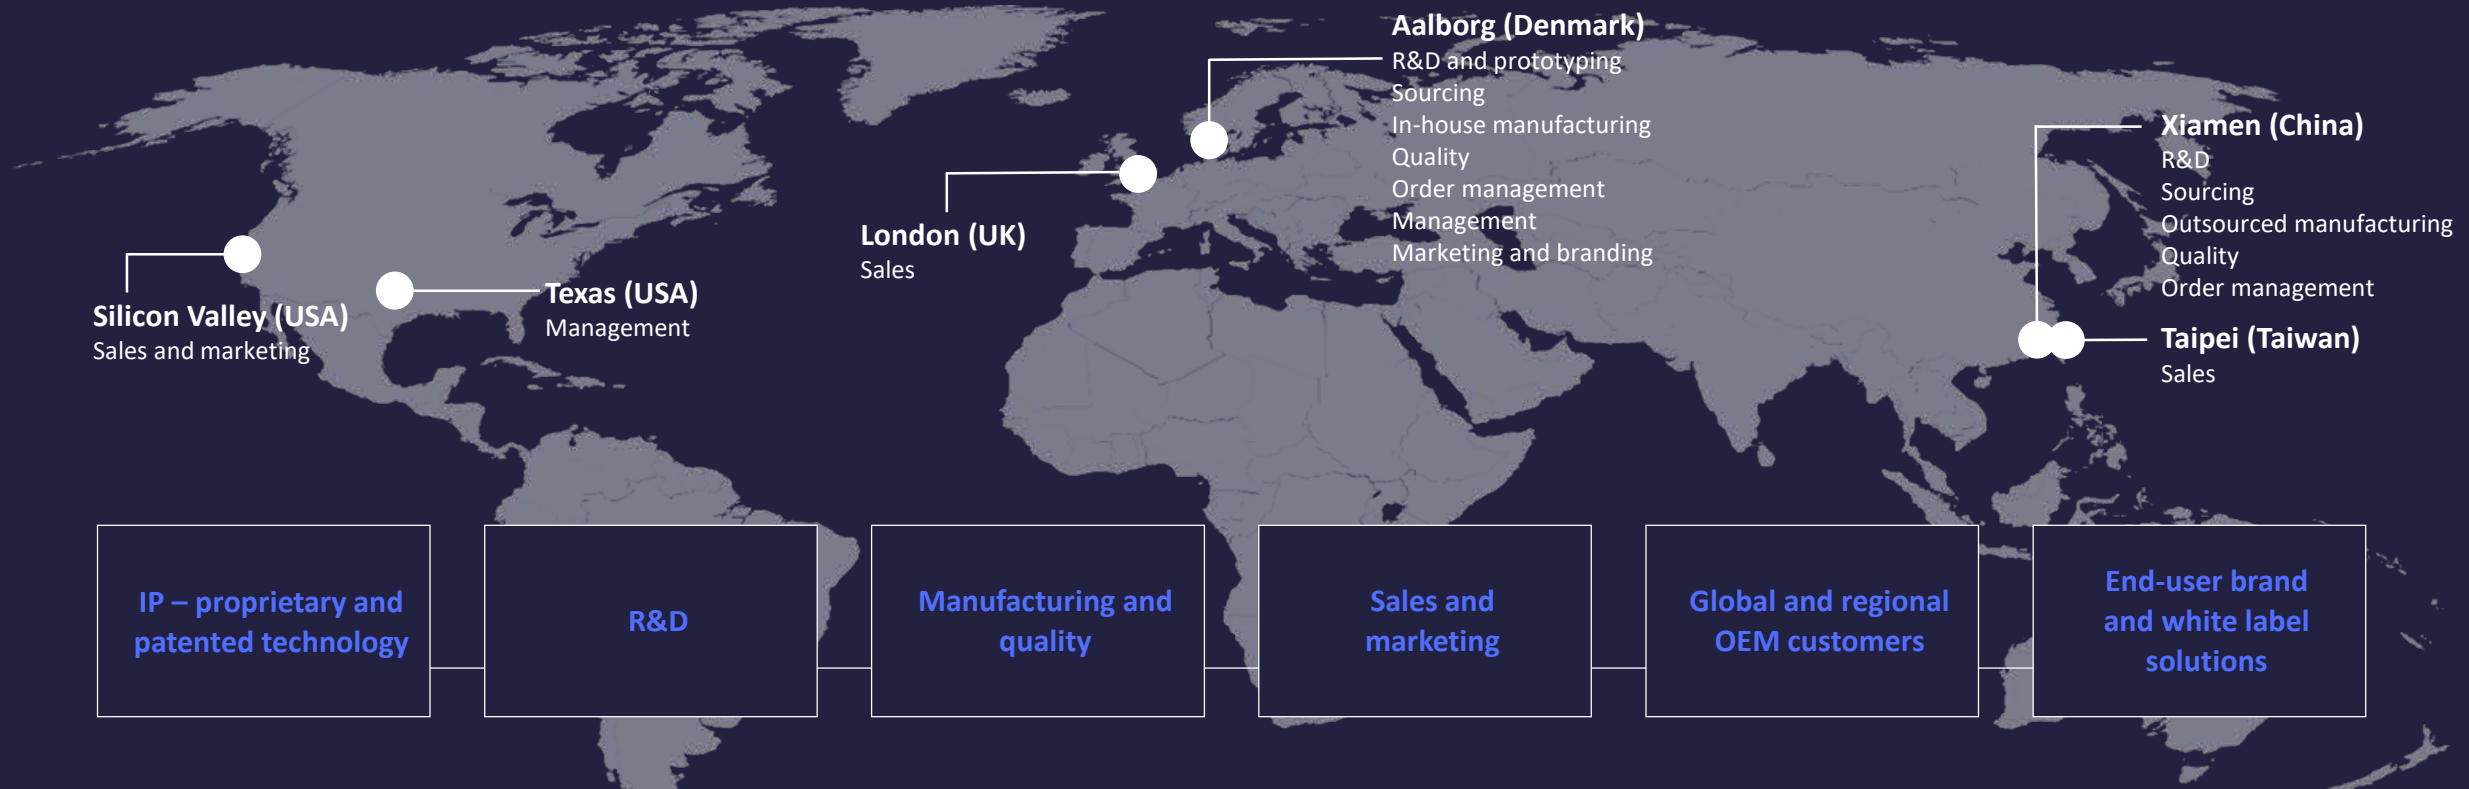 Aalborg (Denmark)
R&D and prototyping
Sourcing
In-house manufacturing
Quality
Order management
Management
Marketing and branding
Xiamen (China)
R&D
Sourcing
Outsourced manufacturing
Quality
Order management
London (UK)
Sales
Silicon Valley (USA)
Sales and marketing
Texas (USA)
Management
Taipei (Taiwan)
Sales
IP – proprietary and
patented technology
R&D
Manufacturing and
quality
Sales and
marketing
Global and regional
OEM customers
End-user brand
and white label
solutions